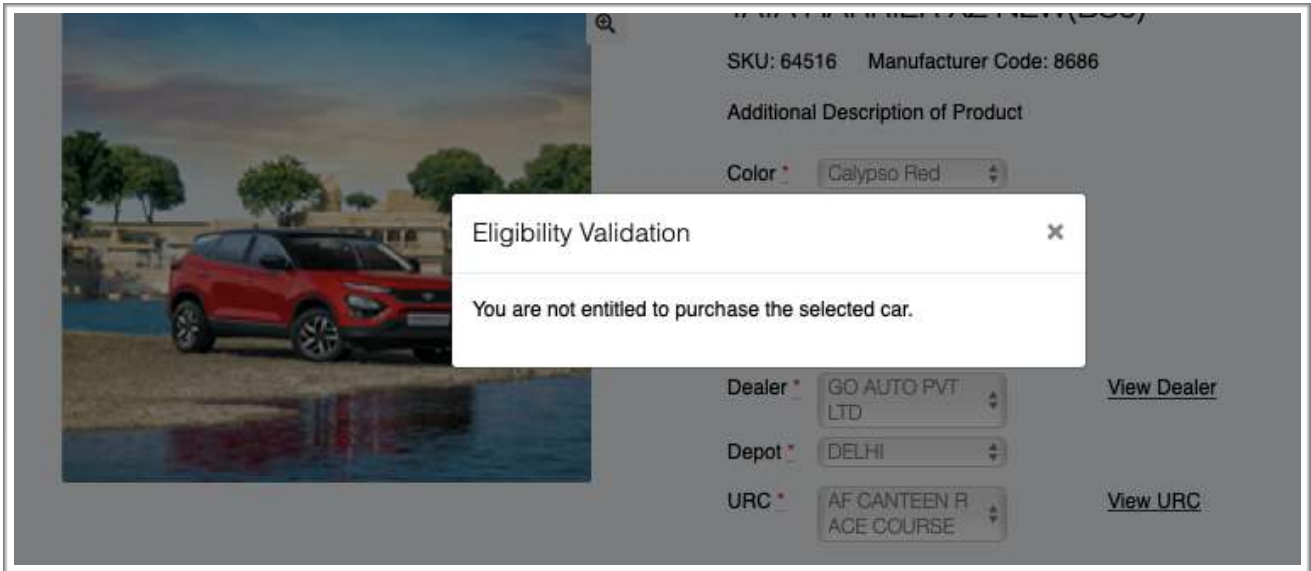 SKU: 64516 Manufacturer Code: 8686
Additional Description of Product
Color * Calypso Red
Eligibility Validation ×
You are not entitled to purchase the selected car.
Dealer * GO AUTO PVT LTD View Dealer
Depot * DELHI
URC * AF CANTEEN R ACE COURSE View URC